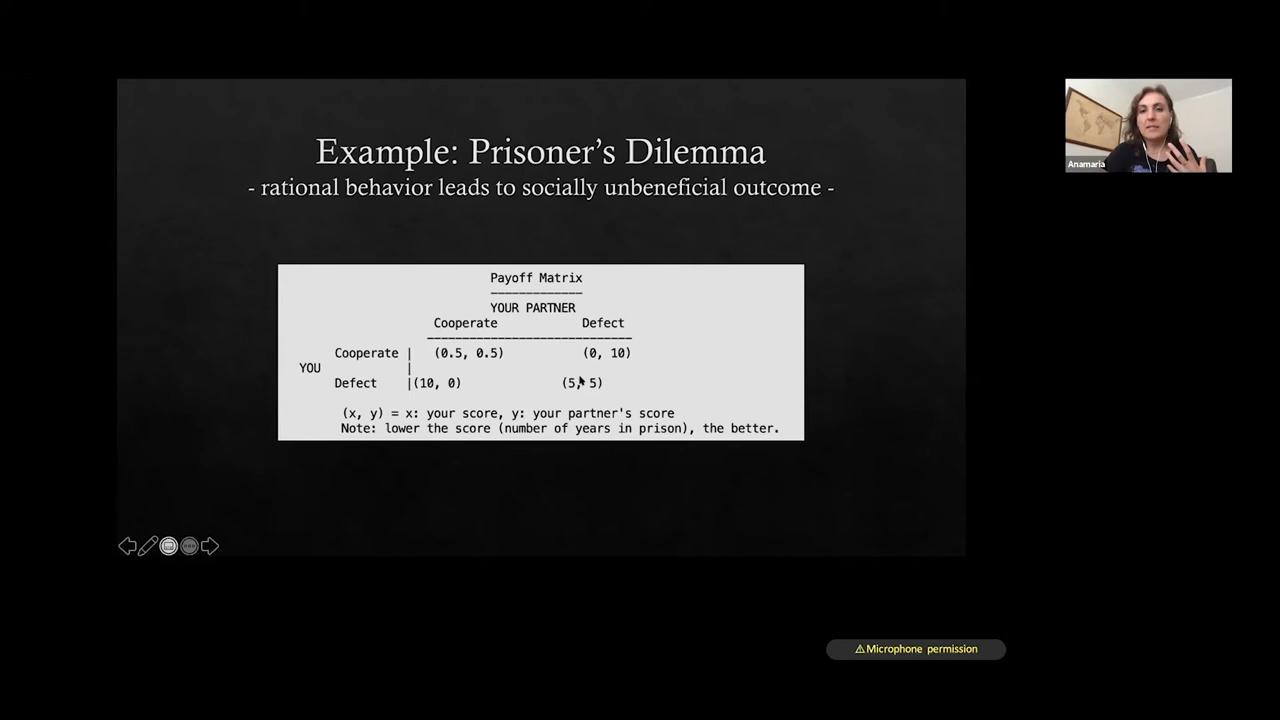 Example: Prisoner's Dilemma
- rational behavior leads to socially unbeneficial outcome -
Payoff Matrix
-------------
YOUR PARTNER
Cooperate Defect
----------------------------
Cooperate | (0.5, 0.5) (0, 10)
YOU |
Defect |(10, 0) (5, 5)
(x, y) = x: your score, y: your partner's score
Note: lower the score (number of years in prison), the better.
Anamaria
⚠Microphone permission